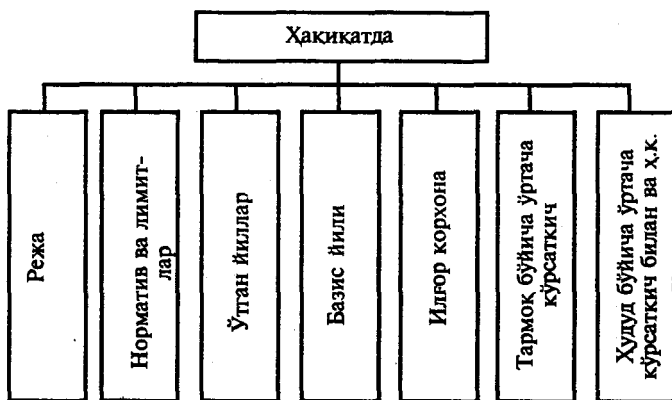 Ҳақиқатда
Режа
Норматив ва лимит-
лар
Ўтган йиллар
Базис йили
Илғор корхона
Тармоқ бўйича ўртача
кўрсаткич
Ҳудуд бўйича ўртача
кўрсаткич билан ва ҳ.к.